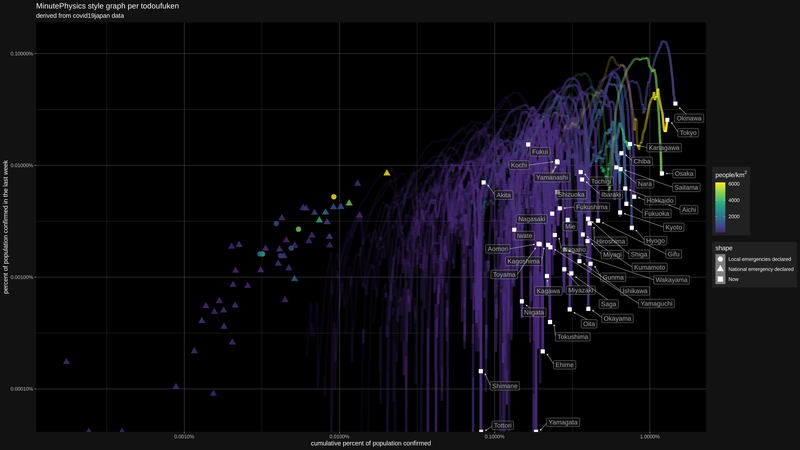 MinutePhysics style graph per todoufuken
derived from covid19japan data
percent of population confirmed in the last week
0.10000%
0.01000%
0.00100%
0.00010%
Okinawa
Tokyo
Kanagawa
Fukui
Chiba
Kochi
Osaka
Yamanashi
Tochigi
Nara
Saitama
Akita
Shizuoka
Ibaraki
Hokkaido
Fukushima
Aichi
Nagasaki
Fukuoka
Mie
Kyoto
Iwate
Hiroshima
Hyogo
Aomori
Nagano
Miyagi
Shiga
Gifu
Kagoshima
Kumamoto
Toyama
Gunma
Wakayama
Kagawa
Miyazaki
Ishikawa
Saga
Yamaguchi
Niigata
Okayama
Oita
Tokushima
Ehime
Shimane
Tottori
Yamagata
0.0010%
0.0100%
0.1000%
1.0000%
cumulative percent of population confirmed
people/km²
6000
4000
2000
shape
Local emergencies declared
National emergency declared
Now